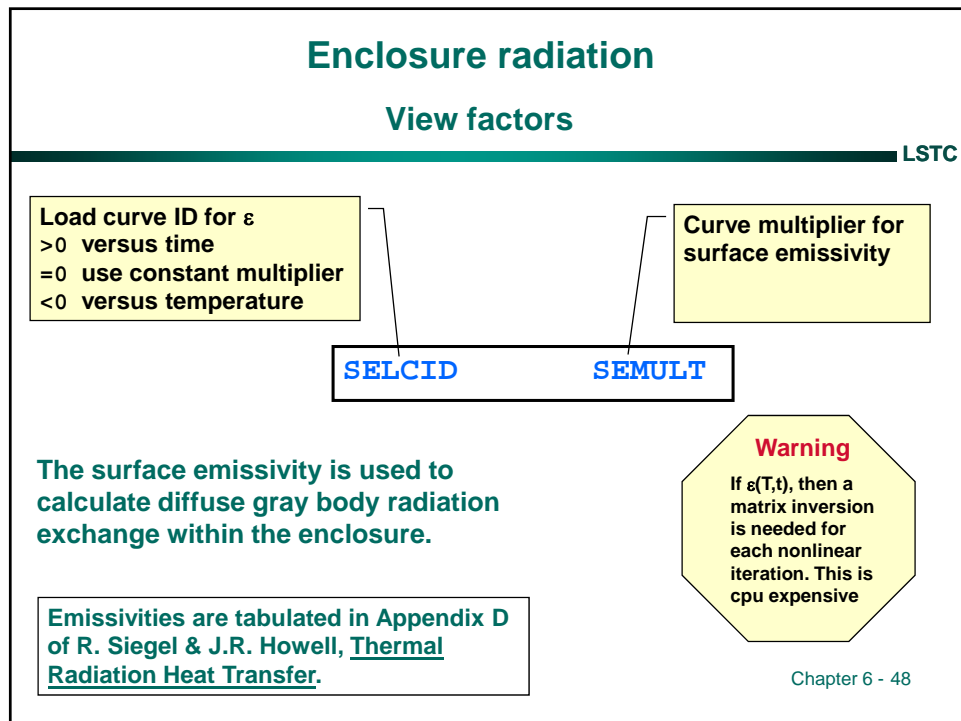 Enclosure radiation
View factors
LSTC
Load curve ID for ε
>0 versus time
=0 use constant multiplier
<0 versus temperature
Curve multiplier for
surface emissivity
SELCID SEMULT
The surface emissivity is used to
calculate diffuse gray body radiation
exchange within the enclosure.
Warning
If ε(T,t), then a
matrix inversion
is needed for
each nonlinear
iteration. This is
cpu expensive
Emissivities are tabulated in Appendix D
of R. Siegel & J.R. Howell, Thermal
Radiation Heat Transfer.
Chapter 6 - 48